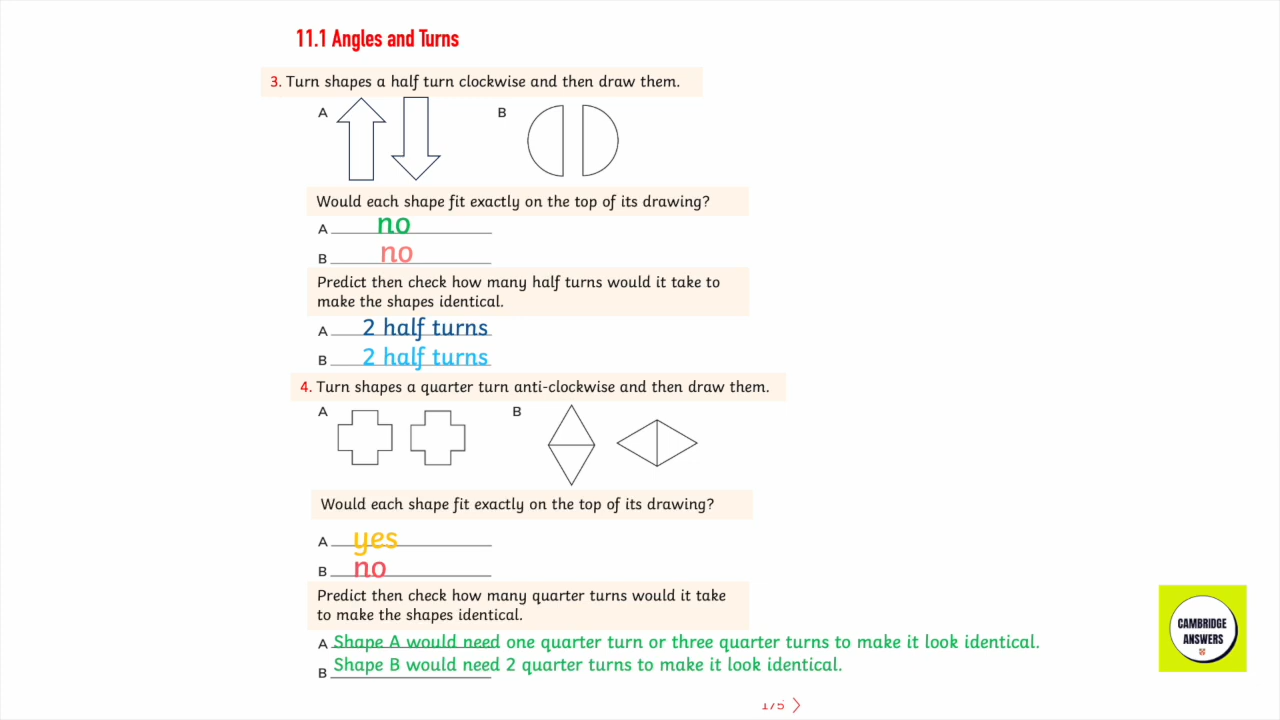 11.1 Angles and Turns
3. Turn shapes a half turn clockwise and then draw them.
A
B
Would each shape fit exactly on the top of its drawing?
A no
B no
Predict then check how many half turns would it take to
make the shapes identical.
A 2 half turns
B 2 half turns
4. Turn shapes a quarter turn anti-clockwise and then draw them.
A
B
Would each shape fit exactly on the top of its drawing?
A yes
B no
Predict then check how many quarter turns would it take
to make the shapes identical.
A Shape A would need one quarter turn or three quarter turns to make it look identical.
B Shape B would need 2 quarter turns to make it look identical.
CAMBRIDGE
ANSWERS